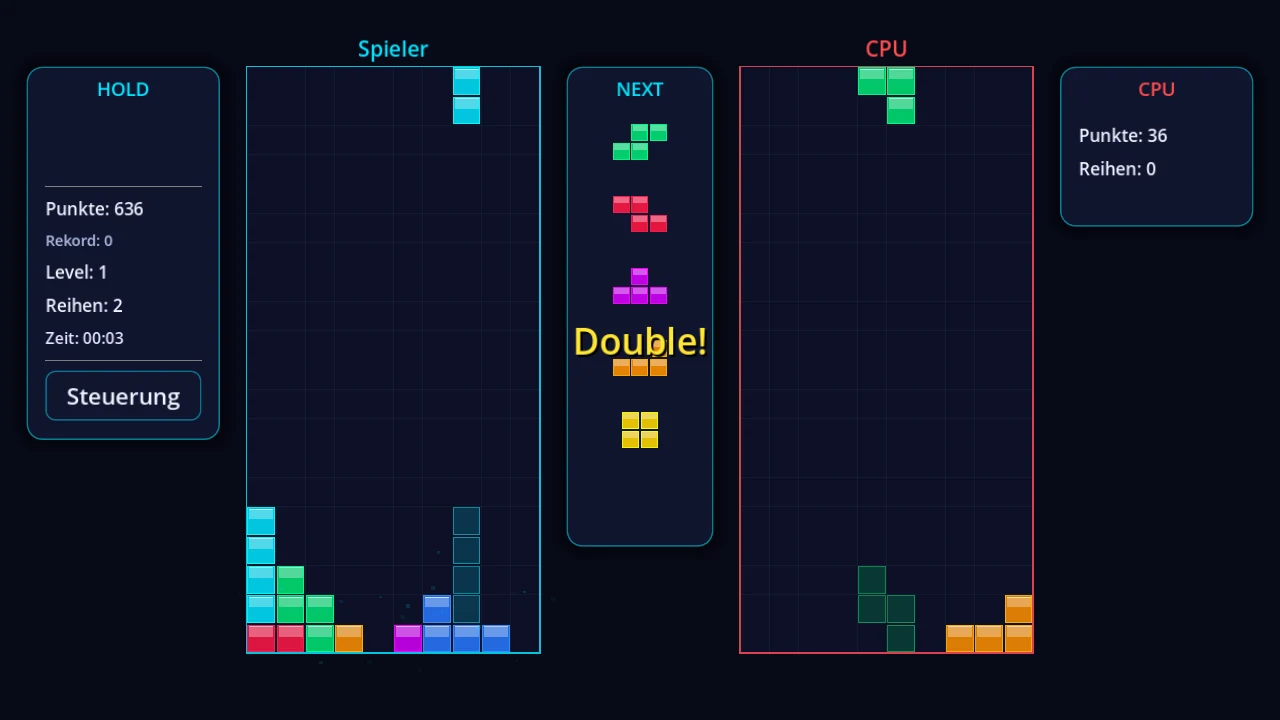 Spieler
CPU
HOLD
Punkte: 636
Rekord: 0
Level: 1
Reihen: 2
Zeit: 00:03
Steuerung
NEXT
Double!
CPU
Punkte: 36
Reihen: 0